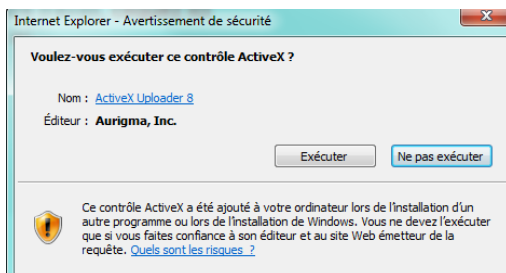 Internet Explorer - Avertissement de sécurité
Voulez-vous exécuter ce contrôle ActiveX ?
Nom : ActiveX Uploader 8
Éditeur : Aurigma, Inc.
Exécuter Ne pas exécuter
Ce contrôle ActiveX a été ajouté à votre ordinateur lors de l'installation d'un
autre programme ou lors de l'installation de Windows. Vous ne devez l'exécuter
que si vous faites confiance à son éditeur et au site Web émetteur de la
requête. Quels sont les risques ?